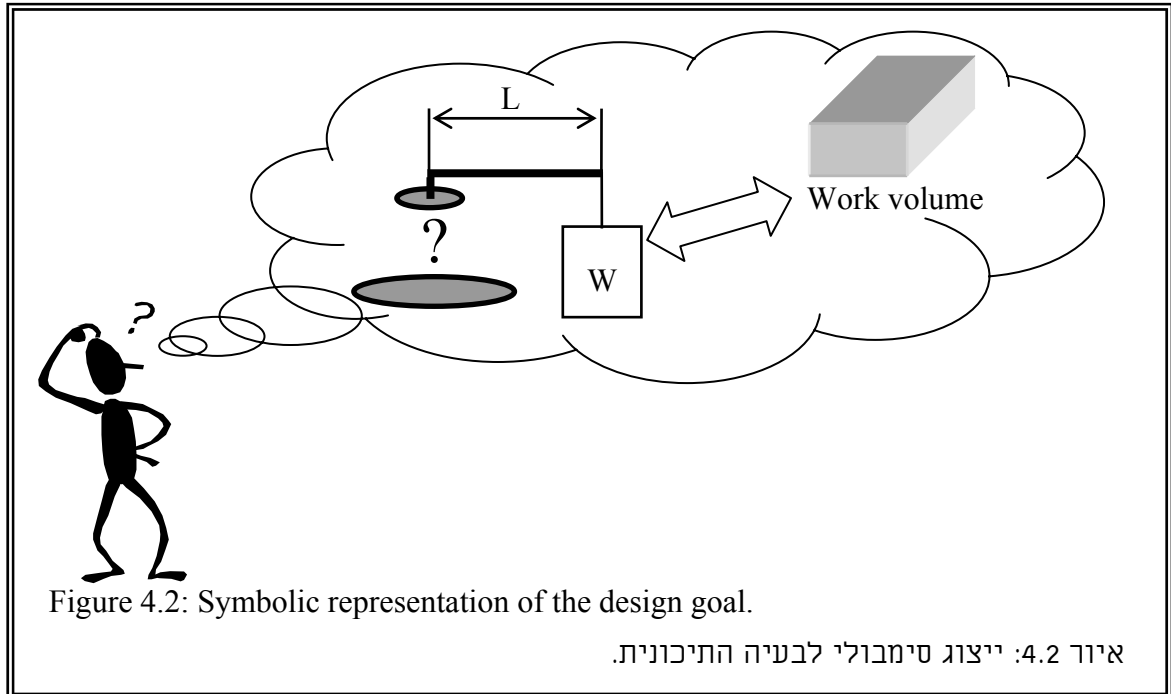 L
Work volume
?
W
?
Figure 4.2: Symbolic representation of the design goal.
איור 4.2: ייצוג סימבולי לבעיה התיכונית.